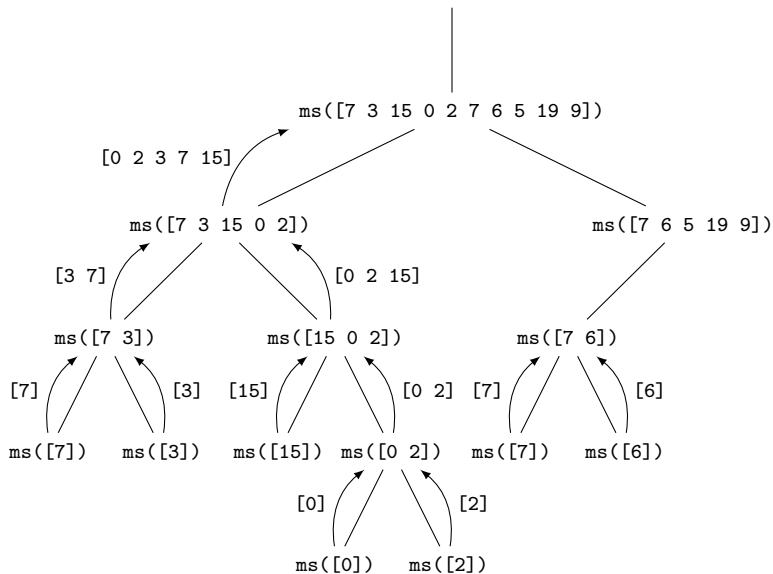 ms([7 3 15 0 2 7 6 5 19 9])
[0 2 3 7 15]
ms([7 3 15 0 2])
ms([7 6 5 19 9])
[3 7]
[0 2 15]
ms([7 3])
ms([15 0 2])
ms([7 6])
[7]
[3]
[15]
[0 2]
[7]
[6]
ms([7])
ms([3])
ms([15])
ms([0 2])
ms([7])
ms([6])
[0]
[2]
ms([0])
ms([2])